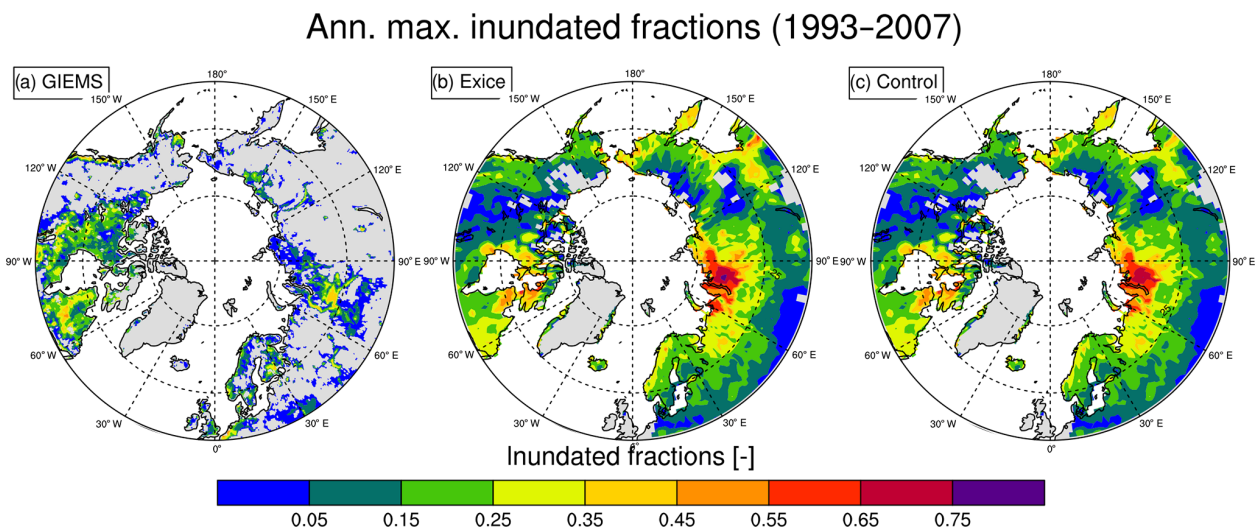 Ann. max. inundated fractions (1993–2007)
(a) GIEMS
180°
150° W
150° E
120° W
120° E
90° W
90° E
60° W
60° E
30° W
30° E
0°
(b) Exice
180°
150° W
150° E
120° W
120° E
90° W
90° E
60° W
60° E
30° W
30° E
0°
(c) Control
180°
150° W
150° E
120° W
120° E
90° W
90° E
60° W
60° E
30° W
30° E
0°
Inundated fractions [-]
0.05 0.15 0.25 0.35 0.45 0.55 0.65 0.75